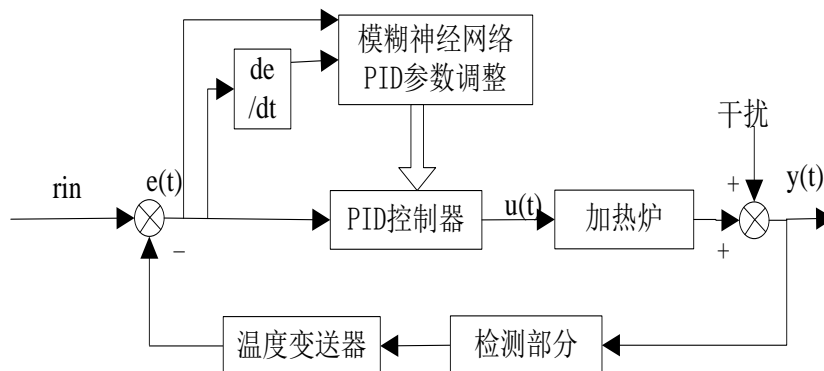 模糊神经网络
PID参数调整
de
/dt
干扰
rin
e(t)
PID控制器
u(t)
加热炉
+
+
y(t)
−
温度变送器
检测部分